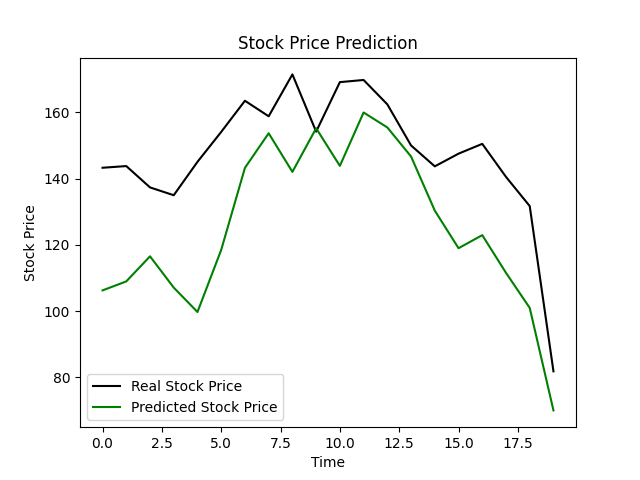 Stock Price Prediction
Stock Price
160
140
120
100
80
Real Stock Price
Predicted Stock Price
0.0 2.5 5.0 7.5 10.0 12.5 15.0 17.5
Time